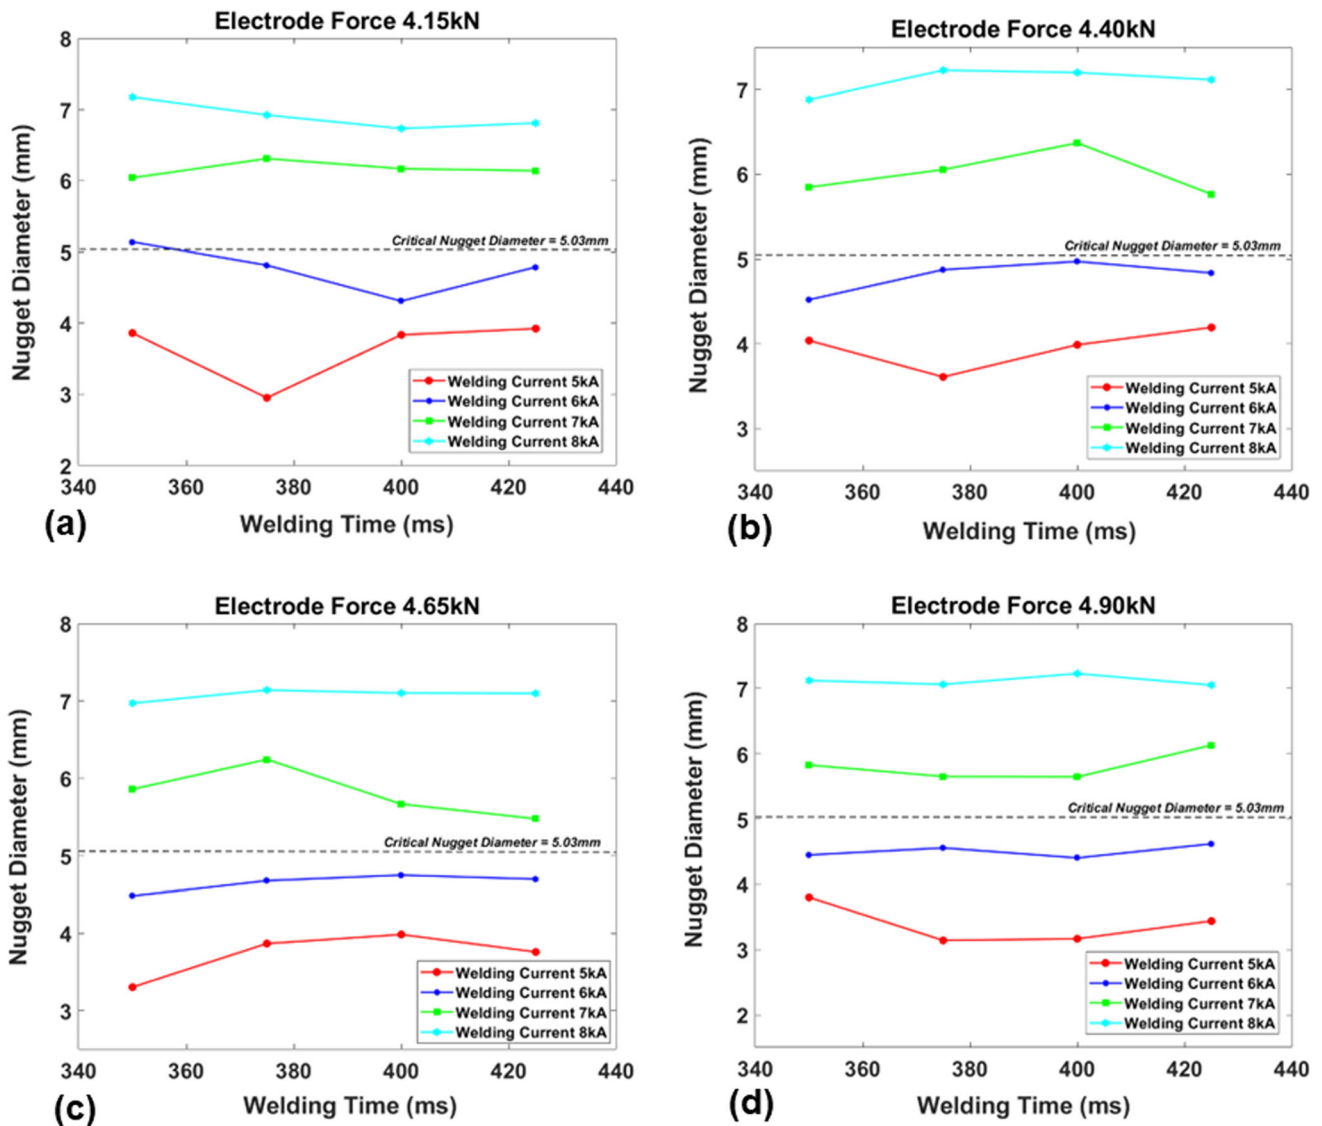 Electrode Force 4.15kN
8
7
6
5
4
3
2
Nugget Diameter (mm)
Critical Nugget Diameter = 5.03mm
Welding Current 5kA
Welding Current 6kA
Welding Current 7kA
Welding Current 8kA
340 360 380 400 420 440
(a)
Welding Time (ms)
Electrode Force 4.40kN
7
6
5
4
3
Nugget Diameter (mm)
Critical Nugget Diameter = 5.03mm
Welding Current 5kA
Welding Current 6kA
Welding Current 7kA
Welding Current 8kA
340 360 380 400 420 440
(b)
Welding Time (ms)
Electrode Force 4.65kN
8
7
6
5
4
3
Nugget Diameter (mm)
Critical Nugget Diameter = 5.03mm
Welding Current 5kA
Welding Current 6kA
Welding Current 7kA
Welding Current 8kA
340 360 380 400 420 440
(c)
Welding Time (ms)
Electrode Force 4.90kN
8
7
6
5
4
3
2
Nugget Diameter (mm)
Critical Nugget Diameter = 5.03mm
Welding Current 5kA
Welding Current 6kA
Welding Current 7kA
Welding Current 8kA
340 360 380 400 420 440
(d)
Welding Time (ms)